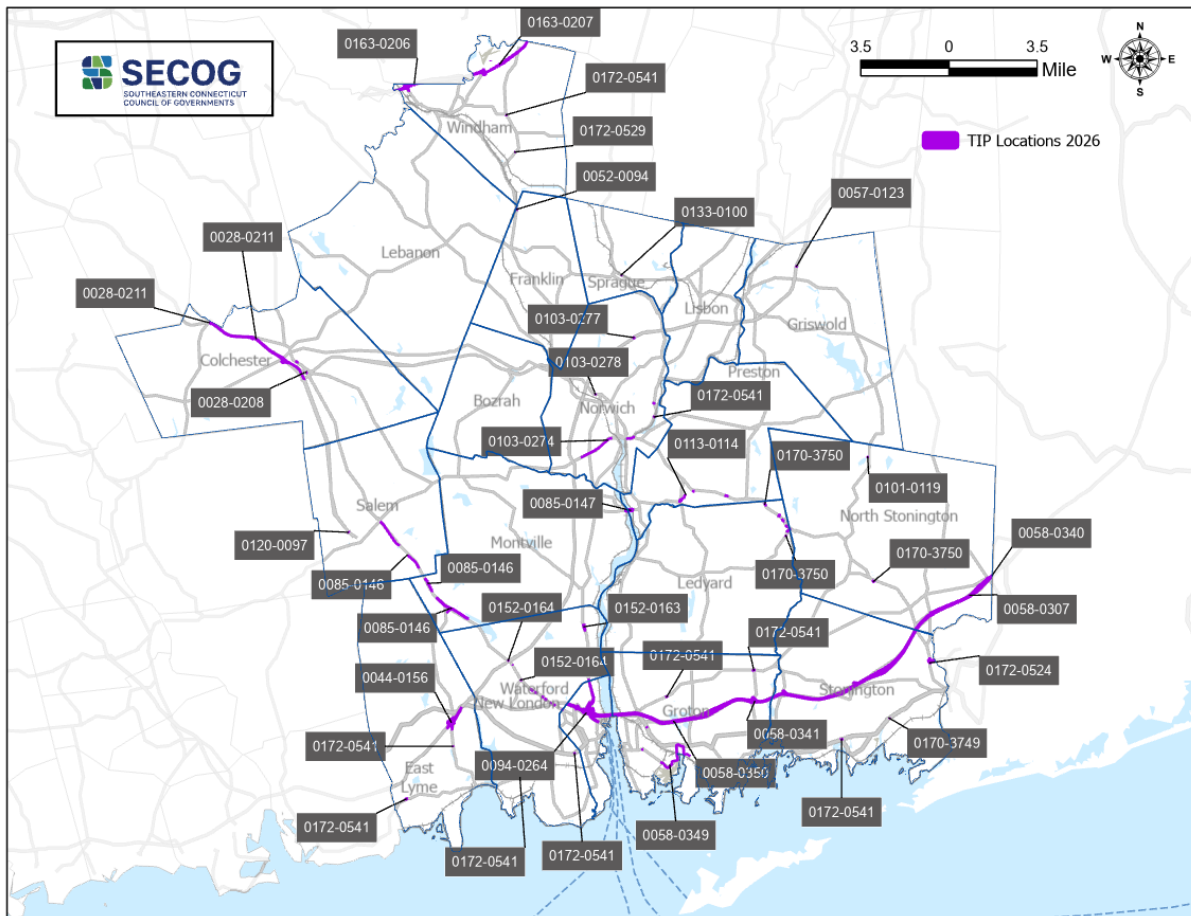 0163-0207
N
0163-0206
3.5
0
3.5
SECOG
SOUTHEASTERN CONNECTICUT
COUNCIL OF GOVERNMENTS
W
E
Mile
S
0172-0541
Windham
TIP Locations 2026
0172-0529
0052-0094
0057-0123
0133-0100
0028-0211
Lebanon
Franklin
Sprague
0028-0211
Lisbon
0103-0277
Griswold
Colchester
0103-0278
Preston
0028-0208
Bozrah
Norwich
0172-0541
0103-0274
0113-0114
0170-3750
0101-0119
0085-0147
Salem
North Stonington
0058-0340
0120-0097
Montville
0170-3750
0085-0146
0085-0146
Ledyard
0170-3750
0058-0307
0152-0164
0152-0163
0085-0146
0172-0541
0152-0164
0172-0541
0172-0524
0044-0156
Waterford
Stonington
New London
Groton
0058-0341
0170-3749
0172-0541
0094-0264
0058-0350
East
Lyme
0172-0541
0172-0541
0058-0349
0172-0541
0172-0541
0172-0541